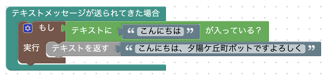 テキストメッセージが送られてきた場合
もし テキストに “ こんにちは ” が入っている?
実行 テキストを返す “ こんにちは、夕陽ケ丘町ボットですよろしく ”